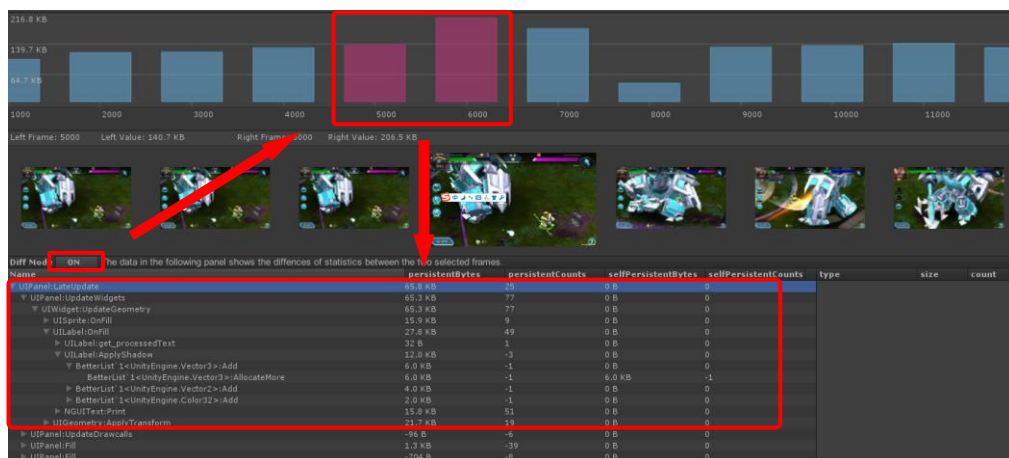 216.8 KB
139.7 KB
64.7 KB
1000 2000 3000 4000 5000 6000 7000 8000 9000 10000 11000
Left Frame: 5000 Left Value: 140.7 KB Right Frame: 6000 Right Value: 206.5 KB
Diff Mode ON The data in the following panel shows the diffences of statistics between the two selected frames.
Name persistentBytes persistentCounts selfPersistentBytes selfPersistentCounts type size count
UIPanel:LateUpdate 65.8 KB 25 0 B 0
UIPanel:UpdateWidgets 65.3 KB 77 0 B 0
UIWidget:UpdateGeometry 65.3 KB 77 0 B 0
UISprite:OnFill 15.9 KB 9 0 B 0
UILabel:OnFill 27.8 KB 49 0 B 0
UILabel:get_processedText 32 B 1 0 B 0
UILabel:ApplyShadow 12.0 KB -3 0 B 0
BetterList`1<UnityEngine.Vector3>:Add 6.0 KB -1 0 B 0
BetterList`1<UnityEngine.Vector3>:AllocateMore 6.0 KB -1 6.0 KB -1
BetterList`1<UnityEngine.Vector2>:Add 4.0 KB -1 0 B 0
BetterList`1<UnityEngine.Color32>:Add 2.0 KB -1 0 B 0
NGUIText:Print 15.8 KB 51 0 B 0
UIGeometry:ApplyTransform 21.7 KB 19 0 B 0
UIPanel:UpdateDrawcalls -96 B -6 0 B 0
UIPanel:Fill 1.3 KB -39 0 B 0
UIPanel:Fill -704 B -8 0 B 0